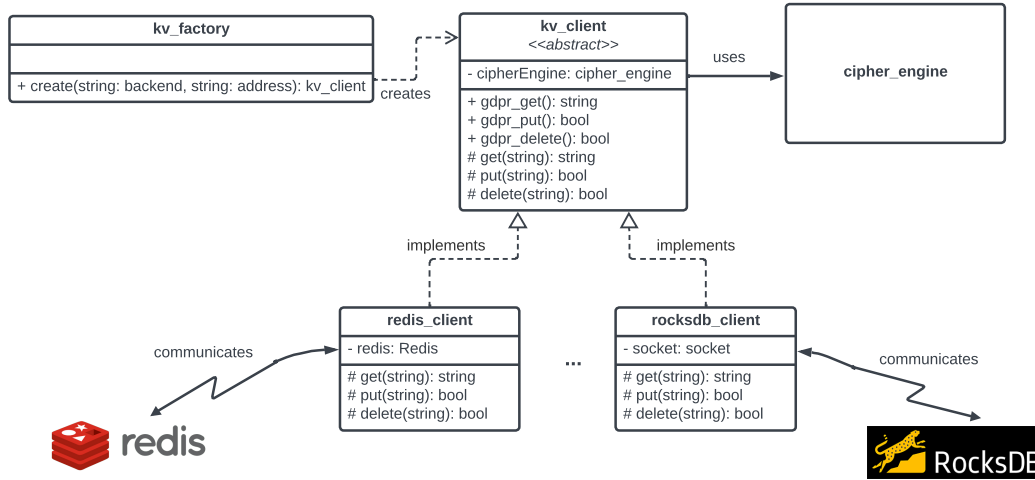 kv_factory
+ create(string: backend, string: address): kv_client
creates
kv_client
<<abstract>>
- cipherEngine: cipher_engine
+ gdpr_get(): string
+ gdpr_put(): bool
+ gdpr_delete(): bool
# get(string): string
# put(string): bool
# delete(string): bool
uses
cipher_engine
implements
implements
redis_client
- redis: Redis
# get(string): string
# put(string): bool
# delete(string): bool
...
rocksdb_client
- socket: socket
# get(string): string
# put(string): bool
# delete(string): bool
communicates
redis
communicates
RocksDB